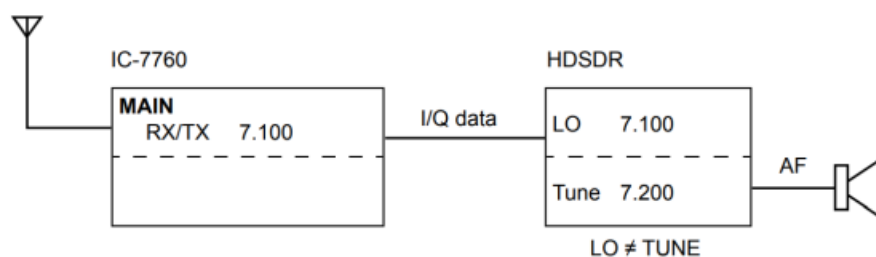 IC-7760
HDSDR
MAIN
RX/TX 7.100
I/Q data
LO 7.100
Tune 7.200
AF
LO ≠ TUNE